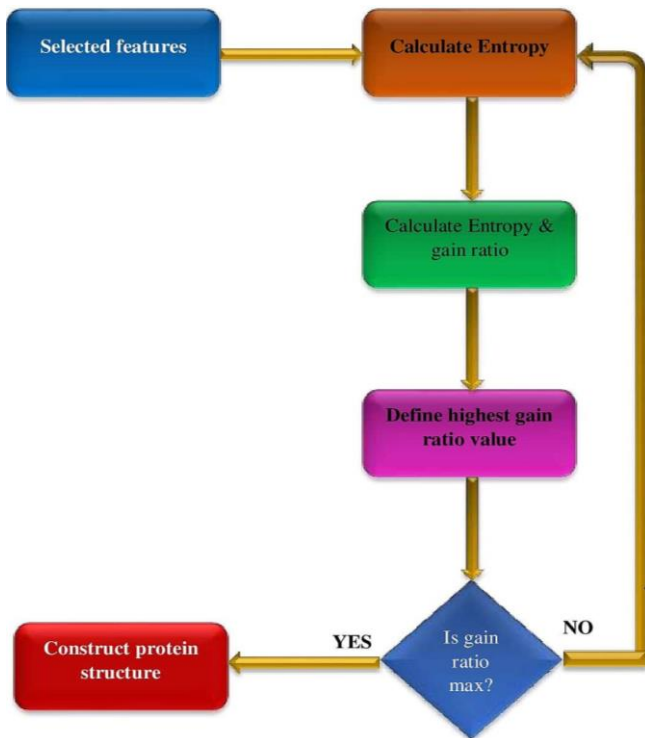 Selected features
Calculate Entropy
Calculate Entropy &
gain ratio
Define highest gain
ratio value
Is gain
ratio
max?
YES
NO
Construct protein
structure